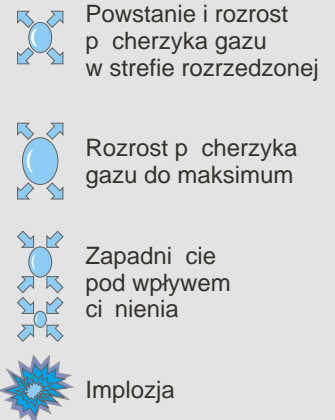 Powstanie i rozrost
p cherzyka gazu
w strefie rozrzedzonej
Rozrost p cherzyka
gazu do maksimum
Zapadni cie
pod wpływem
ci nienia
Implozja